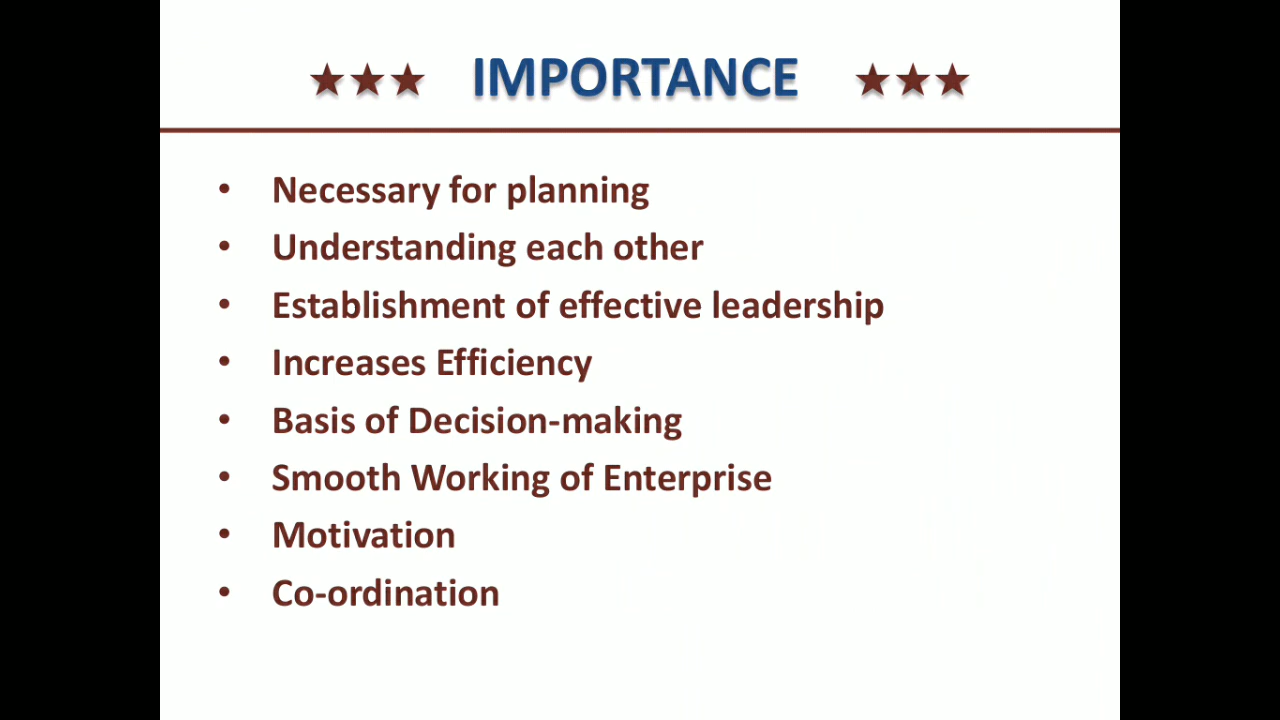 ★★★ IMPORTANCE ★★★
• Necessary for planning
• Understanding each other
• Establishment of effective leadership
• Increases Efficiency
• Basis of Decision-making
• Smooth Working of Enterprise
• Motivation
• Co-ordination